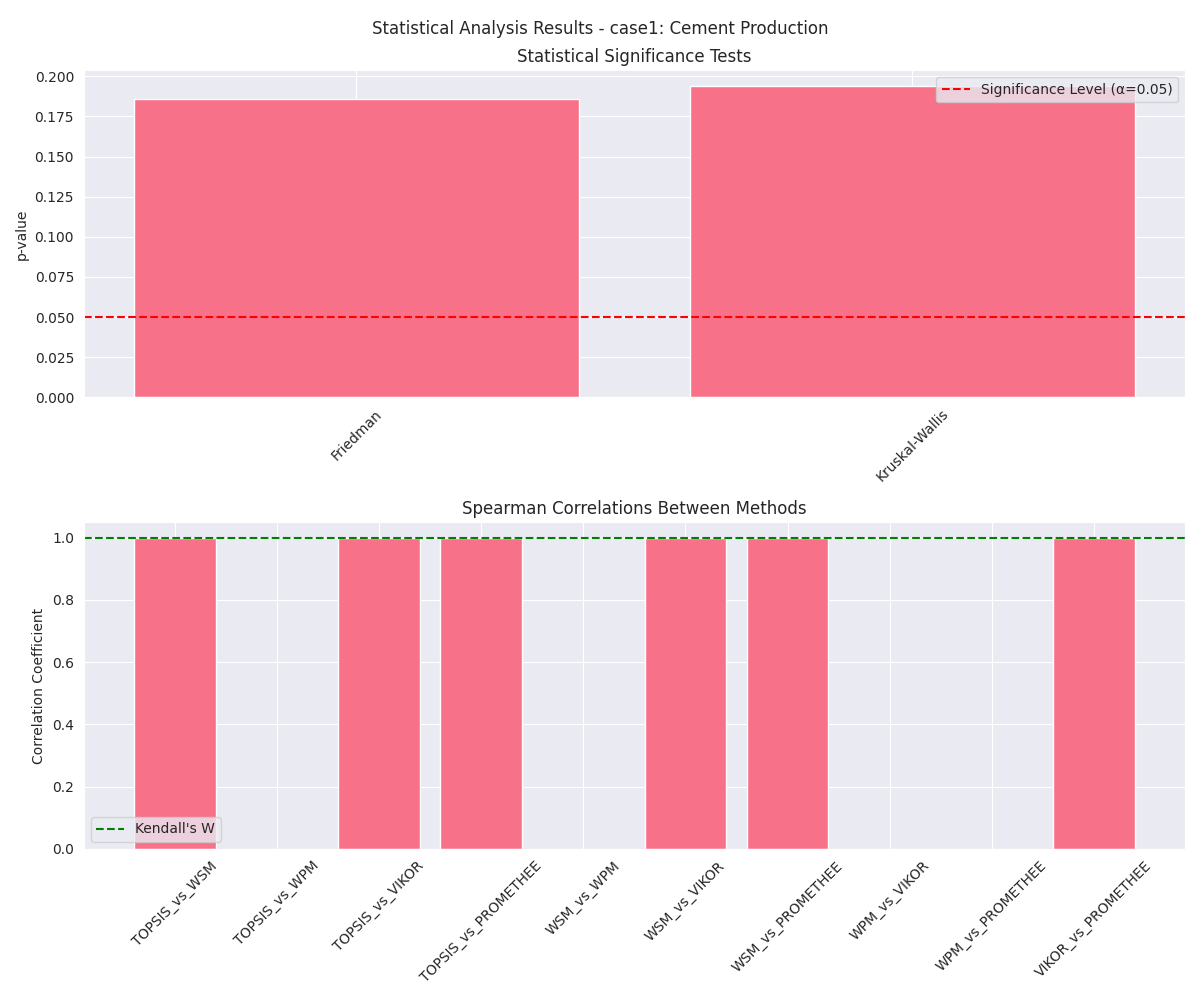 Statistical Analysis Results - case1: Cement Production
Statistical Significance Tests
0.200
0.175
0.150
0.125
0.100
0.075
0.050
0.025
0.000
p-value
Significance Level (α=0.05)
Friedman
Kruskal-Wallis
Spearman Correlations Between Methods
1.0
0.8
0.6
0.4
0.2
0.0
Correlation Coefficient
Kendall's W
TOPSIS_vs_WSM
TOPSIS_vs_WPM
TOPSIS_vs_VIKOR
TOPSIS_vs_PROMETHEE
WSM_vs_WPM
WSM_vs_VIKOR
WSM_vs_PROMETHEE
WPM_vs_VIKOR
WPM_vs_PROMETHEE
VIKOR_vs_PROMETHEE